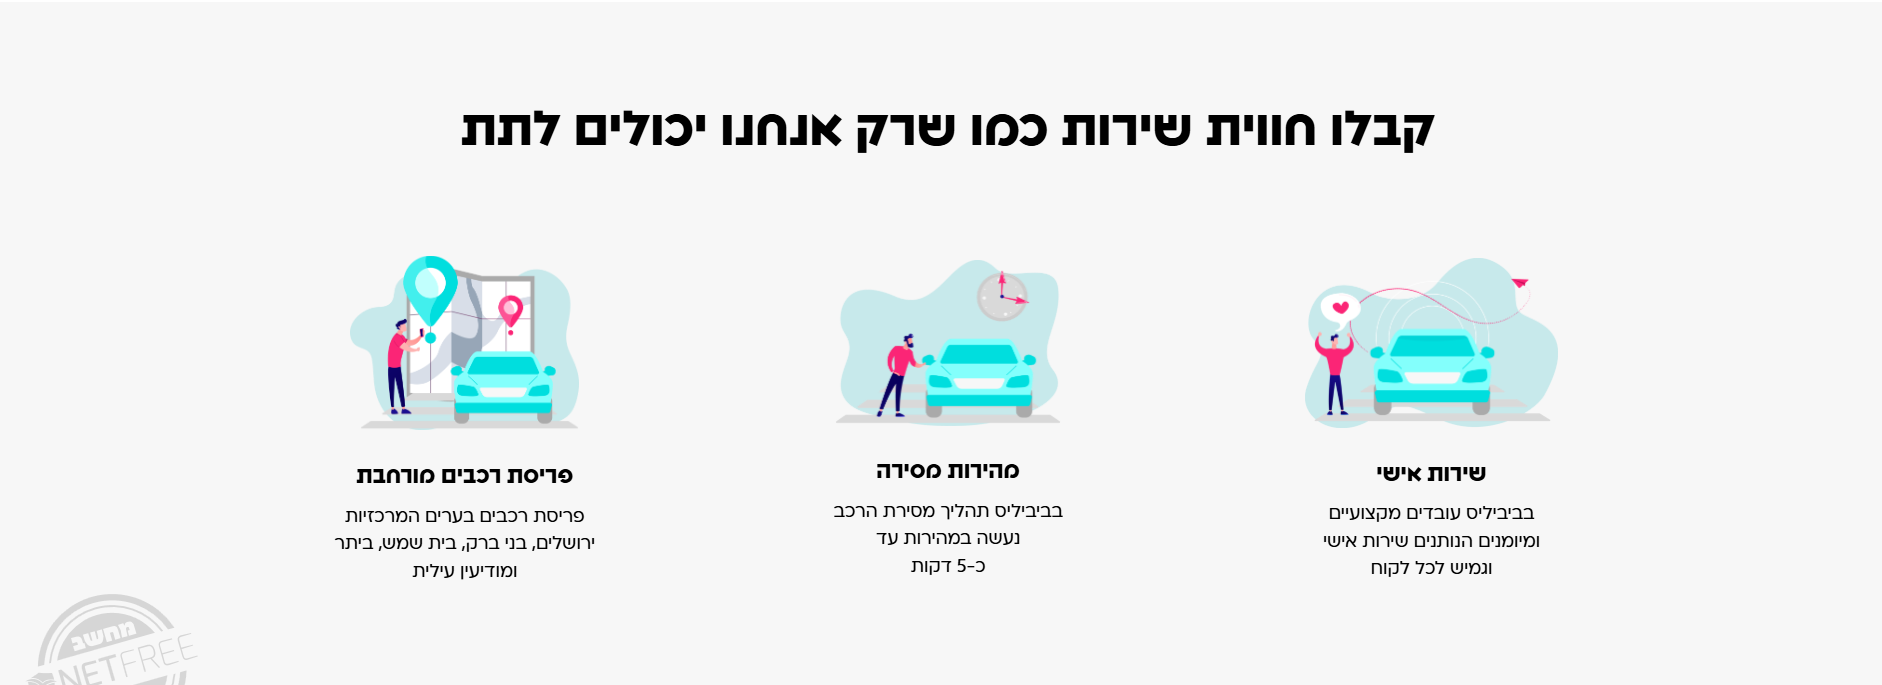 קבלו חווית שירות כמו שרק אנחנו יכולים לתת
שירות אישי
בביביליס עובדים מקצועיים
ומיומנים הנותנים שירות אישי
וגמיש לכל לקוח
מהירות מסירה
בביביליס תהליך מסירת הרכב
נעשה במהירות עד
כ-5 דקות
פריסת רכבים מורחבת
פריסת רכבים בערים המרכזיות
ירושלים, בני ברק, בית שמש, ביתר
ומודיעין עילית
מחשב
NETFREE